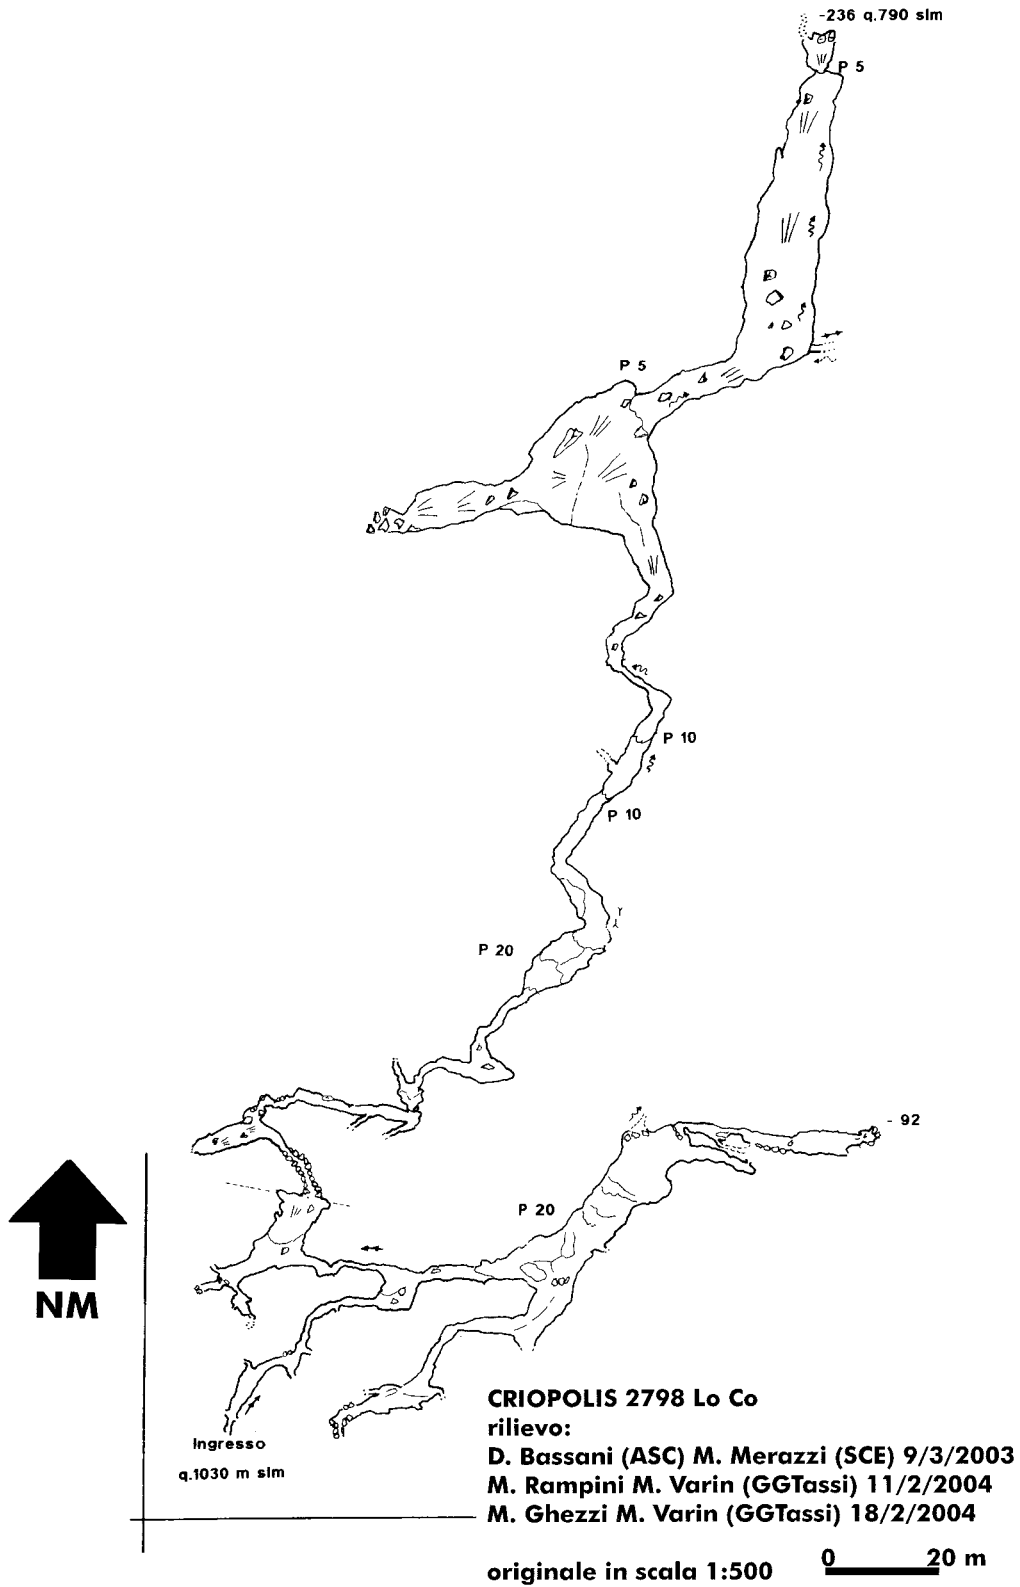 -236 q.790 slm
P 5
P 5
P 10
P 10
P 20
- 92
P 20
NM
Ingresso
q.1030 m slm
CRIOPOLIS 2798 Lo Co
rilievo:
D. Bassani (ASC) M. Merazzi (SCE) 9/3/2003
M. Rampini M. Varin (GGTassi) 11/2/2004
M. Ghezzi M. Varin (GGTassi) 18/2/2004
originale in scala 1:500
0 20 m